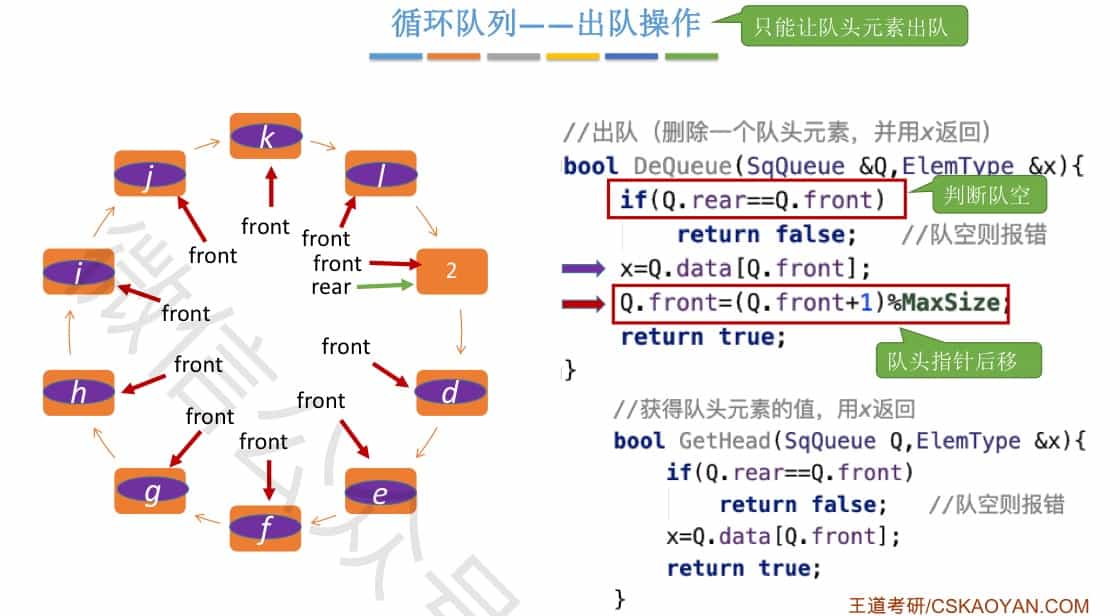 循环队列——出队操作
只能让队头元素出队
k
j
l
front
front
front
front
2
rear
i
front
front
front
h
d
front
front
front
g
e
f
微信公众号
//出队（删除一个队头元素，并用x返回）
bool DeQueue(SqQueue &Q,ElemType &x){
if(Q.rear==Q.front)
判断队空
return false; //队空则报错
x=Q.data[Q.front];
Q.front=(Q.front+1)%MaxSize;
return true;
队头指针后移
}
//获得队头元素的值，用x返回
bool GetHead(SqQueue Q,ElemType &x){
if(Q.rear==Q.front)
return false; //队空则报错
x=Q.data[Q.front];
return true;
}
王道考研/CSKAOYAN.COM